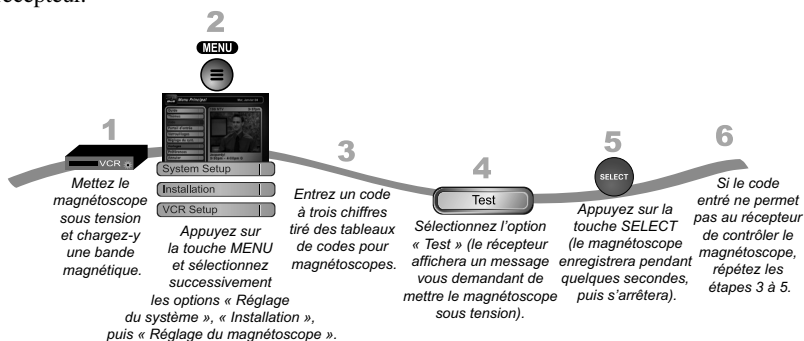 récepteur.
1
VCR
Mettez le
magnétoscope
sous tension
et chargez-y
une bande
magnétique.
2
MENU
Menu Principal
System Setup
Installation
VCR Setup
Appuyez sur
la touche MENU
et sélectionnez
successivement
les options « Réglage
du système », « Installation »,
puis « Réglage du magnétoscope ».
3
Entrez un code
à trois chiffres
tiré des tableaux
de codes pour
magnétoscopes.
4
Test
Sélectionnez l’option
« Test » (le récepteur
affichera un message
vous demandant de
mettre le magnétoscope
sous tension).
5
SELECT
Appuyez sur la
touche SELECT
(le magnétoscope
enregistrera pendant
quelques secondes,
puis s’arrêtera).
6
Si le code
entré ne permet
pas au récepteur
de contrôler le
magnétoscope,
répétez les
étapes 3 à 5.